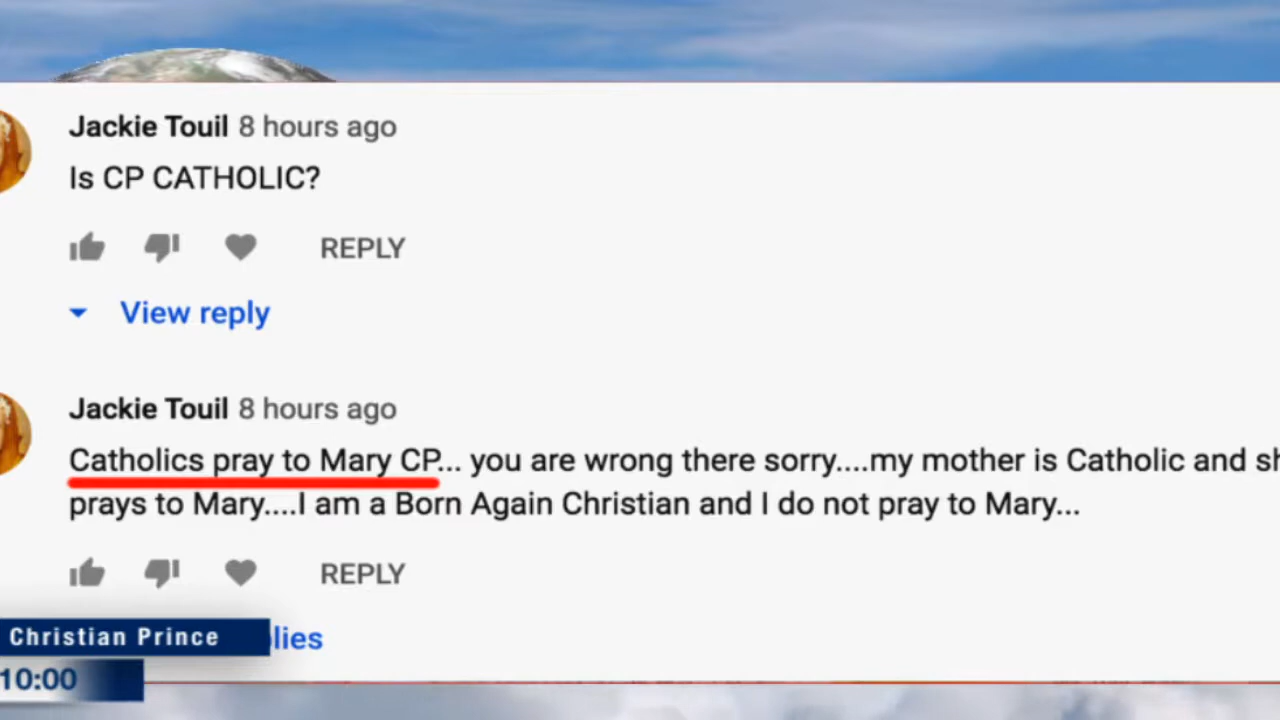 Jackie Touil 8 hours ago
Is CP CATHOLIC?
REPLY
View reply
Jackie Touil 8 hours ago
Catholics pray to Mary CP... you are wrong there sorry....my mother is Catholic and sh
prays to Mary....I am a Born Again Christian and I do not pray to Mary...
REPLY
Christian Prince
lies
10:00